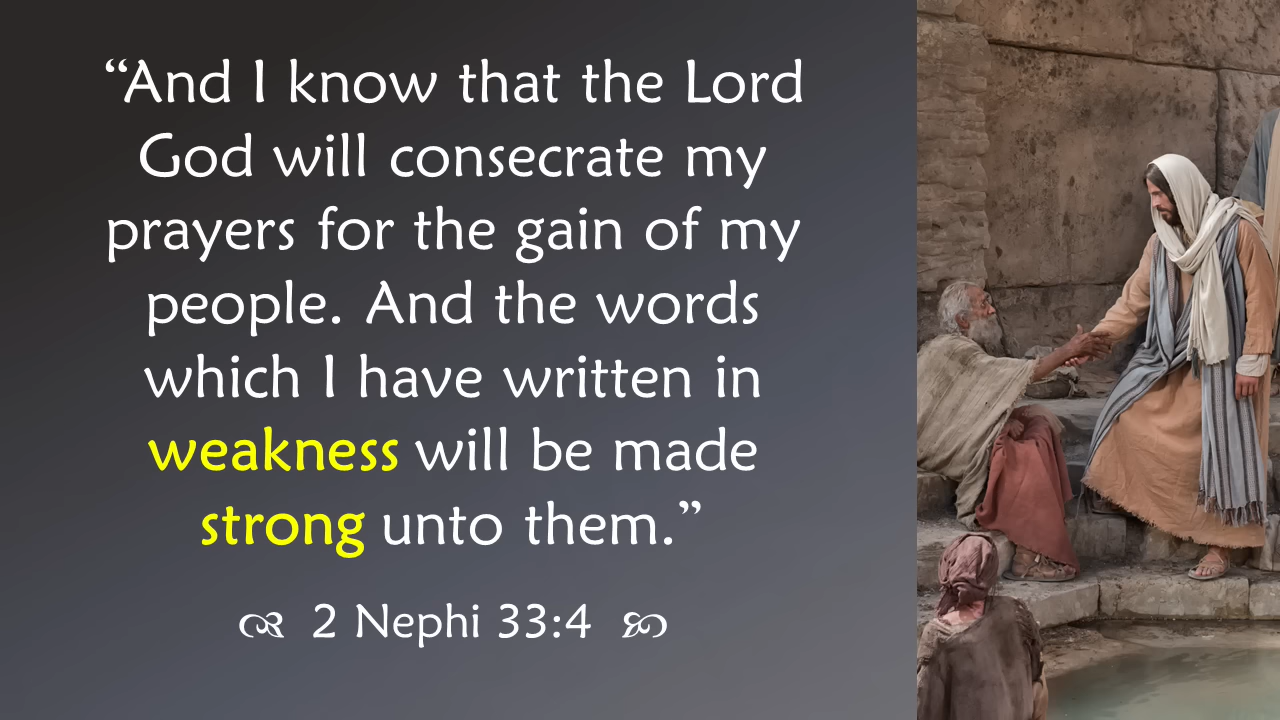 “And I know that the Lord
God will consecrate my
prayers for the gain of my
people. And the words
which I have written in
weakness will be made
strong unto them.”
2 Nephi 33:4